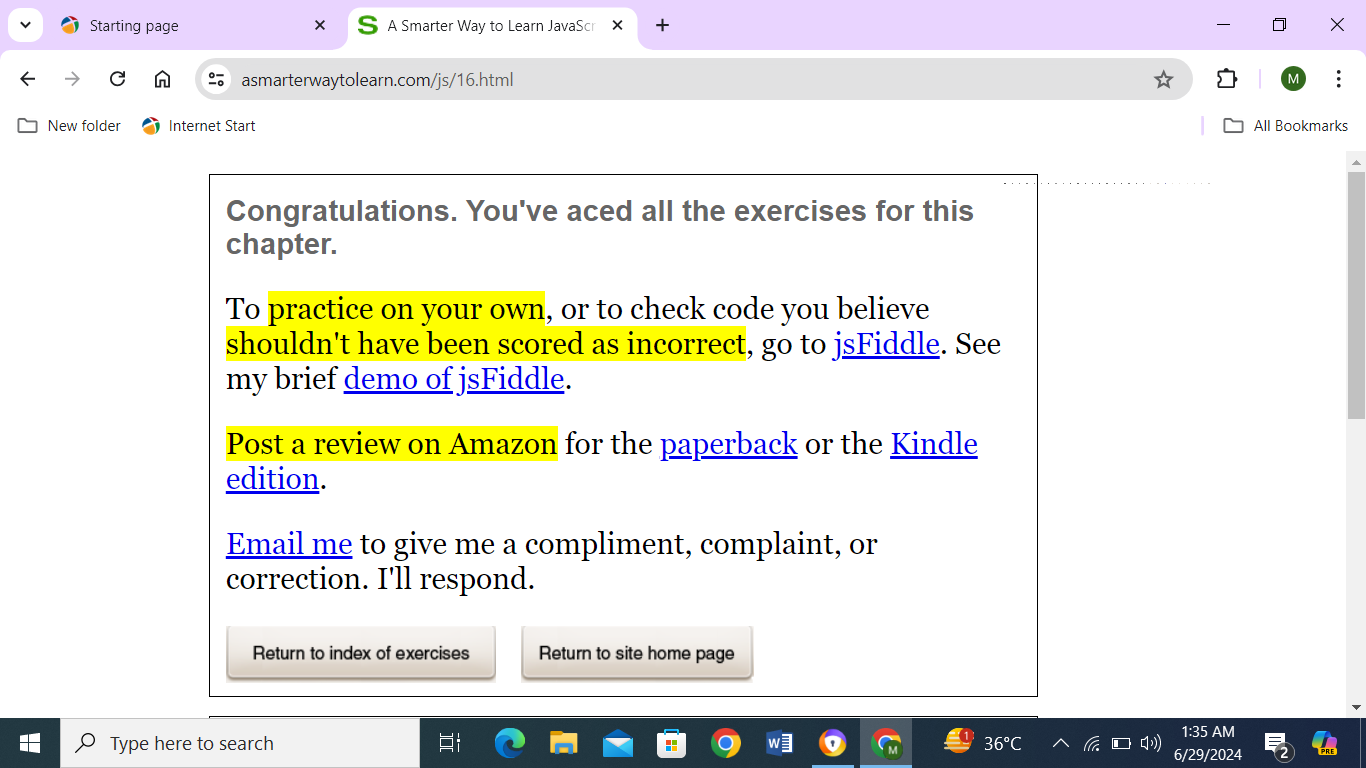 Starting page
A Smarter Way to Learn JavaScr
asmarterwaytolearn.com/js/16.html
M
New folder
Internet Start
All Bookmarks
Congratulations. You've aced all the exercises for this
chapter.
To practice on your own, or to check code you believe
shouldn't have been scored as incorrect, go to jsFiddle. See
my brief demo of jsFiddle.
Post a review on Amazon for the paperback or the Kindle
edition.
Email me to give me a compliment, complaint, or
correction. I'll respond.
Return to index of exercises
Return to site home page
Type here to search
M
1
36°C
1:35 AM
6/29/2024
2
PRE